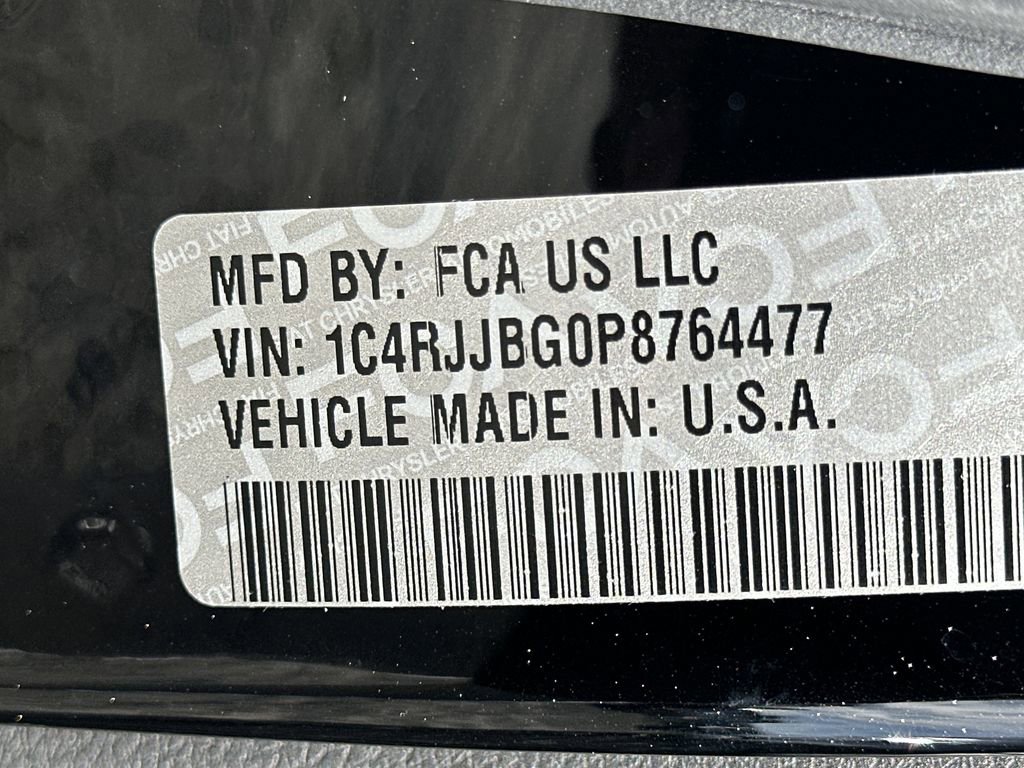 MFD BY: FCA US LLC
VIN: 1C4RJJBG0P8764477
VEHICLE MADE IN: U.S.A.